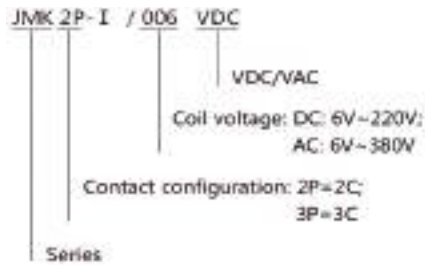 JMK 2P-I / 006 VDC
VDC/VAC
Coil voltage: DC: 6V~220V;
AC: 6V~380V
Contact configuration: 2P=2C;
3P=3C
Series